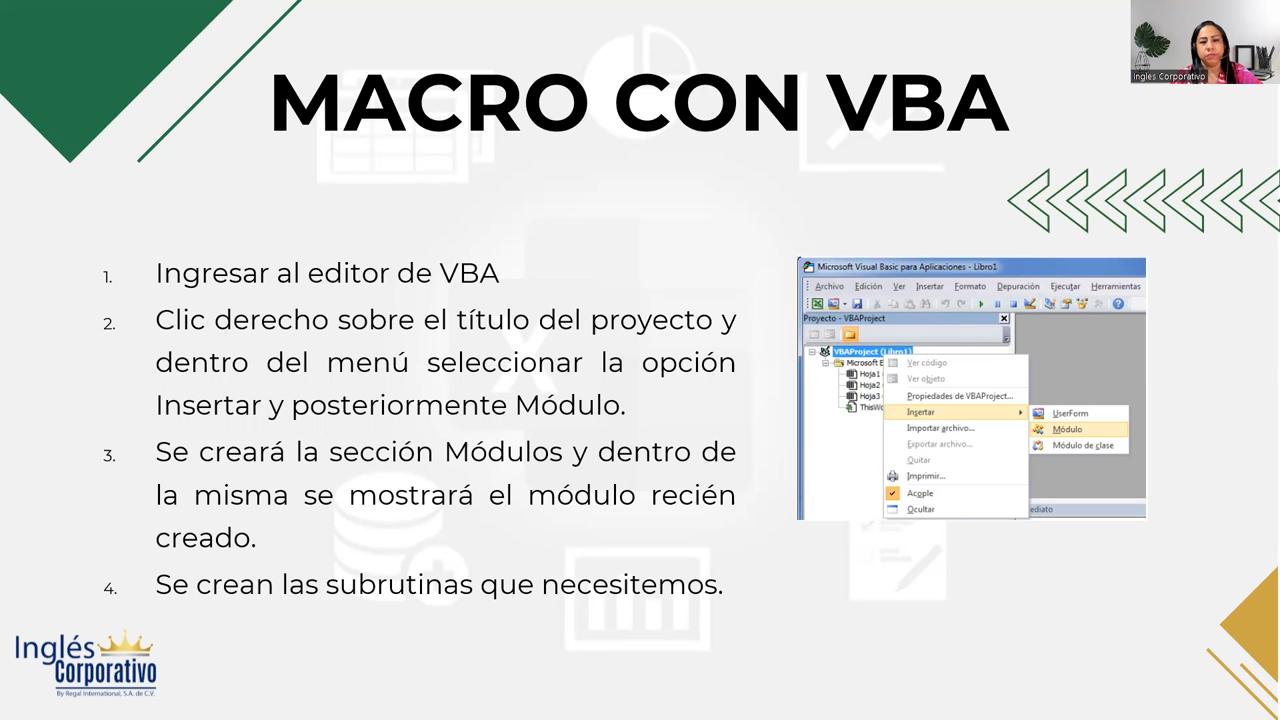 Ingles Corporativo
MACRO CON VBA
1. Ingresar al editor de VBA
2. Clic derecho sobre el título del proyecto y
dentro del menú seleccionar la opción
Insertar y posteriormente Módulo.
3. Se creará la sección Módulos y dentro de
la misma se mostrará el módulo recién
creado.
4. Se crean las subrutinas que necesitemos.
Microsoft Visual Basic para Aplicaciones - Libro1
Archivo Edición Ver Insertar Formato Depuración Ejecutar Herramientas
Proyecto - VBAProject
VBAProject (Libro1)
Microsoft E
Hoja1
Hoja2
Hoja3
ThisWo
Ver código
Ver objeto
Propiedades de VBAProject...
Insertar
Importar archivo...
Exportar archivo...
Quitar
Imprimir...
Acople
Ocultar
UserForm
Módulo
Módulo de clase
ediato
Inglés
Corporativo
By Regal International, S.A. de C.V.